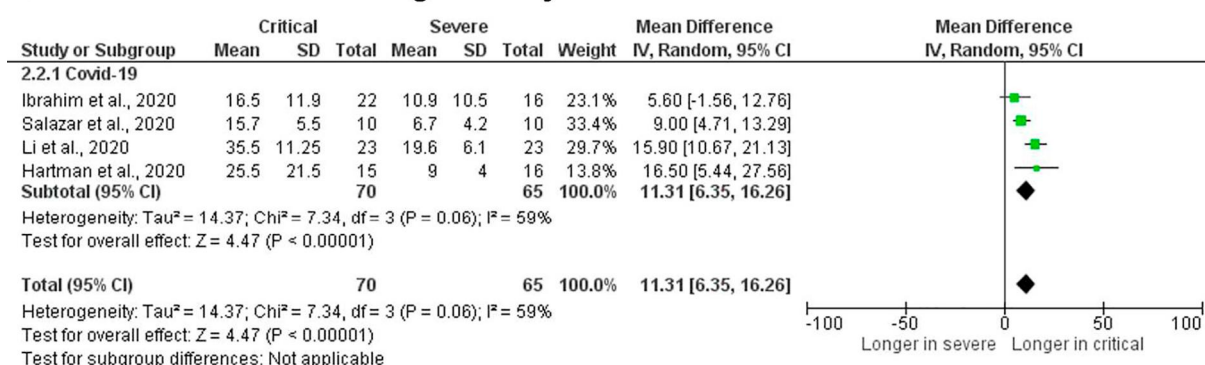 Critical Severe Mean Difference Mean Difference
Study or Subgroup Mean SD Total Mean SD Total Weight IV, Random, 95% CI IV, Random, 95% CI
2.2.1 Covid-19
Ibrahim et al., 2020 16.5 11.9 22 10.9 10.5 16 23.1% 5.60 [-1.56, 12.76]
Salazar et al., 2020 15.7 5.5 10 6.7 4.2 10 33.4% 9.00 [4.71, 13.29]
Li et al., 2020 35.5 11.25 23 19.6 6.1 23 29.7% 15.90 [10.67, 21.13]
Hartman et al., 2020 25.5 21.5 15 9 4 16 13.8% 16.50 [5.44, 27.56]
Subtotal (95% CI) 70 65 100.0% 11.31 [6.35, 16.26]
Heterogeneity: Tau² = 14.37; Chi² = 7.34, df = 3 (P = 0.06); I² = 59%
Test for overall effect: Z = 4.47 (P < 0.00001)
Total (95% CI) 70 65 100.0% 11.31 [6.35, 16.26]
Heterogeneity: Tau² = 14.37; Chi² = 7.34, df = 3 (P = 0.06); I² = 59%
Test for overall effect: Z = 4.47 (P < 0.00001)
Test for subgroup differences: Not applicable
-100 -50 0 50 100
Longer in severe Longer in critical